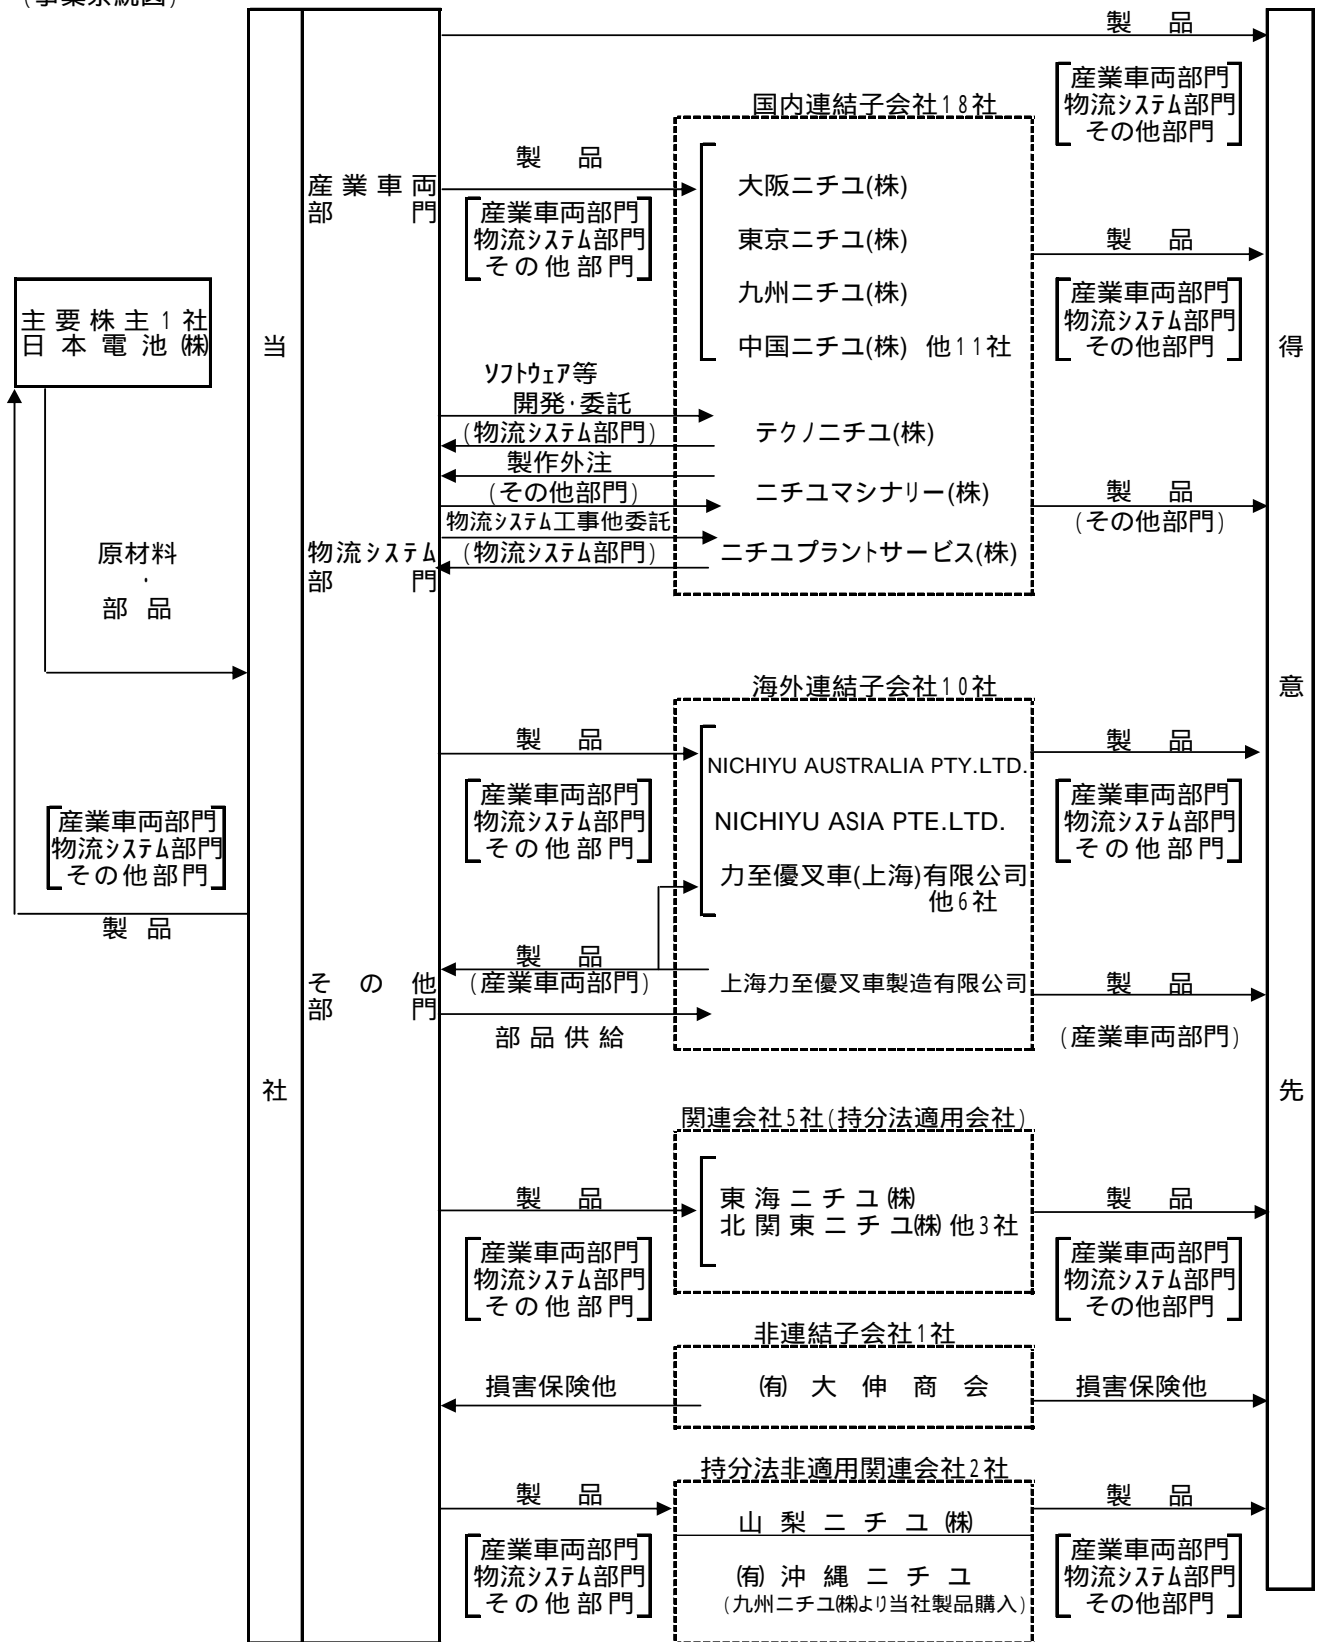 (事業系統図)
製品
産業車両部門
物流システム部門
その他部門
国内連結子会社18社
製品
産業車両部門
物流システム部門
その他部門
産業車両
部門
大阪ニチユ(株)
東京ニチユ(株)
九州ニチユ(株)
中国ニチユ(株) 他11社
製品
産業車両部門
物流システム部門
その他部門
主要株主1社
日本電池㈱
当
社
得
意
先
ソフトウェア等
開発・委託
(物流システム部門)
テクノニチユ(株)
製作外注
(その他部門)
ニチユマシナリー(株)
製品
(その他部門)
物流システム工事他委託
(物流システム部門)
ニチユプラントサービス(株)
物流システム
部門
原材料
・
部品
海外連結子会社10社
製品
産業車両部門
物流システム部門
その他部門
NICHIYU AUSTRALIA PTY.LTD.
NICHIYU ASIA PTE.LTD.
力至優叉車(上海)有限公司
他6社
製品
産業車両部門
物流システム部門
その他部門
産業車両部門
物流システム部門
その他部門
製品
その他
部門
製品
(産業車両部門)
部品供給
上海力至優叉車製造有限公司
製品
(産業車両部門)
関連会社5社(持分法適用会社)
製品
産業車両部門
物流システム部門
その他部門
東海ニチユ㈱
北関東ニチユ㈱他3社
製品
産業車両部門
物流システム部門
その他部門
非連結子会社1社
損害保険他
㈲大伸商会
損害保険他
持分法非適用関連会社2社
製品
産業車両部門
物流システム部門
その他部門
山梨ニチユ㈱
㈲沖縄ニチユ
(九州ニチユ㈱より当社製品購入)
製品
産業車両部門
物流システム部門
その他部門